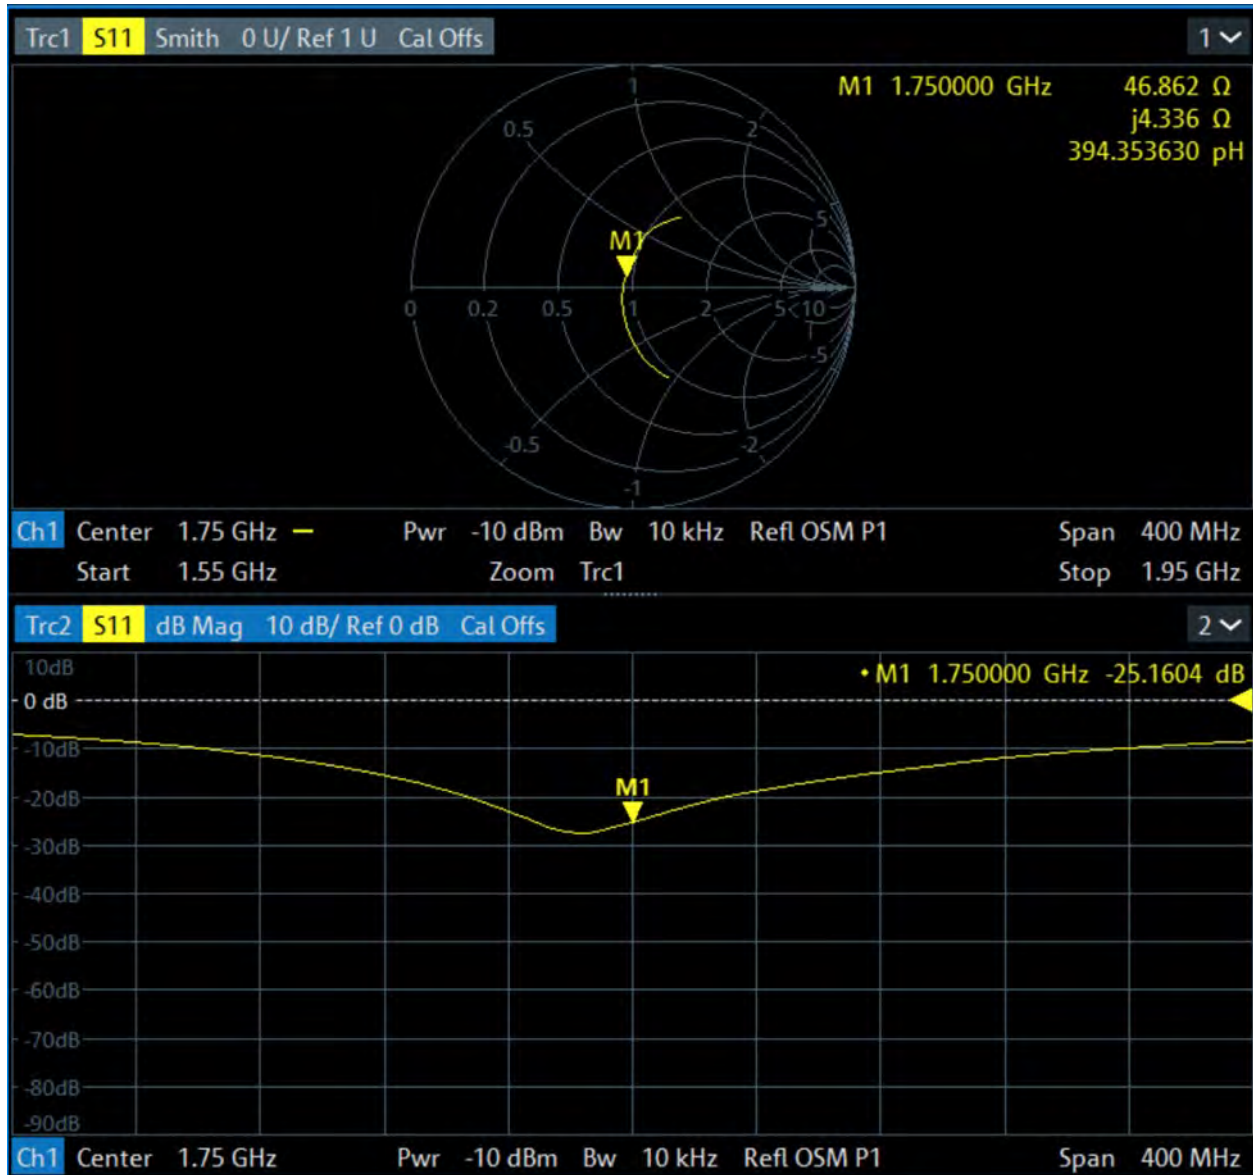 Trc1 S11 Smith 0 U/ Ref 1 U Cal Offs 1
M1 1.750000 GHz 46.862 Ω
j4.336 Ω
394.353630 pH
1
0.5 2
5
M1
0 0.2 0.5 1 2 5 10
-5
-0.5 -2
-1
Ch1 Center 1.75 GHz Pwr -10 dBm Bw 10 kHz Refl OSM P1 Span 400 MHz
Start 1.55 GHz Zoom Trc1 Stop 1.95 GHz
Trc2 S11 dB Mag 10 dB/ Ref 0 dB Cal Offs 2
10dB
• M1 1.750000 GHz -25.1604 dB
0 dB
-10dB
-20dB
M1
-30dB
-40dB
-50dB
-60dB
-70dB
-80dB
-90dB
Ch1 Center 1.75 GHz Pwr -10 dBm Bw 10 kHz Refl OSM P1 Span 400 MHz